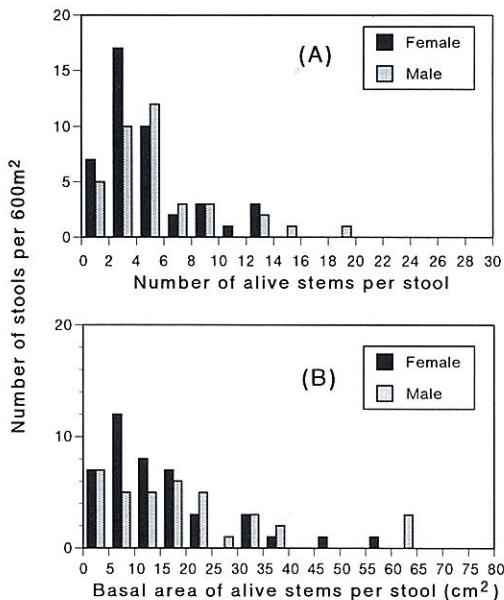 Number of stools per 600m²
20
15
10
5
0
(A)
Female
Male
0 2 4 6 8 10 12 14 16 18 20 22 24 26 28 30
Number of alive stems per stool
20
10
0
(B)
Female
Male
0 5 10 15 20 25 30 35 40 45 50 55 60 65 70 75 80
Basal area of alive stems per stool (cm²)